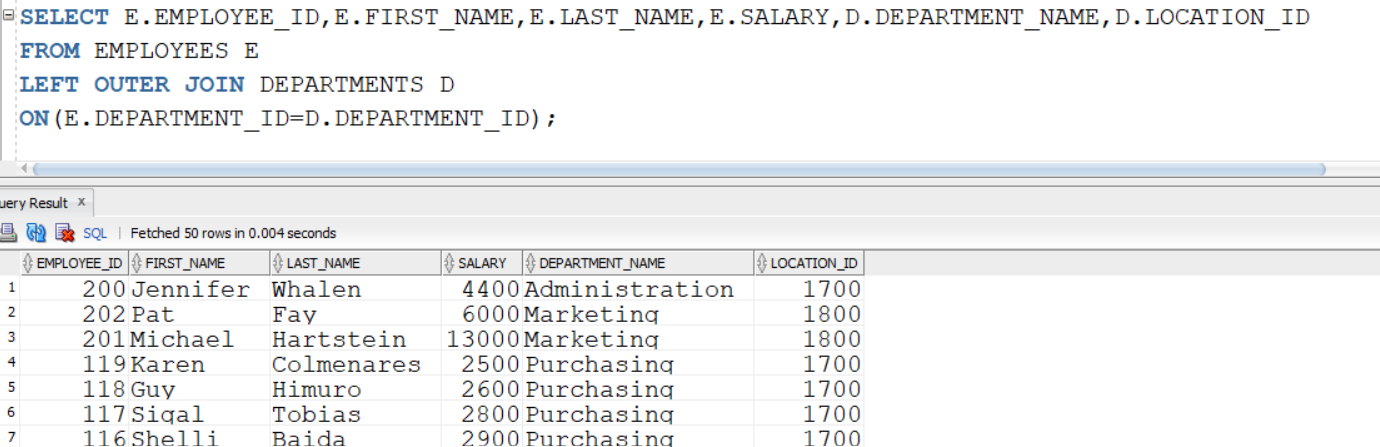 SELECT E.EMPLOYEE_ID,E.FIRST_NAME,E.LAST_NAME,E.SALARY,D.DEPARTMENT_NAME,D.LOCATION_ID
FROM EMPLOYEES E
LEFT OUTER JOIN DEPARTMENTS D
ON(E.DEPARTMENT_ID=D.DEPARTMENT_ID);
uery Result x
SQL | Fetched 50 rows in 0.004 seconds
EMPLOYEE_ID FIRST_NAME LAST_NAME SALARY DEPARTMENT_NAME LOCATION_ID
1 200 Jennifer Whalen 4400 Administration 1700
2 202 Pat Fay 6000 Marketing 1800
3 201 Michael Hartstein 13000 Marketing 1800
4 119 Karen Colmenares 2500 Purchasing 1700
5 118 Guy Himuro 2600 Purchasing 1700
6 117 Sigal Tobias 2800 Purchasing 1700
7 116 Shelli Baida 2900 Purchasing 1700